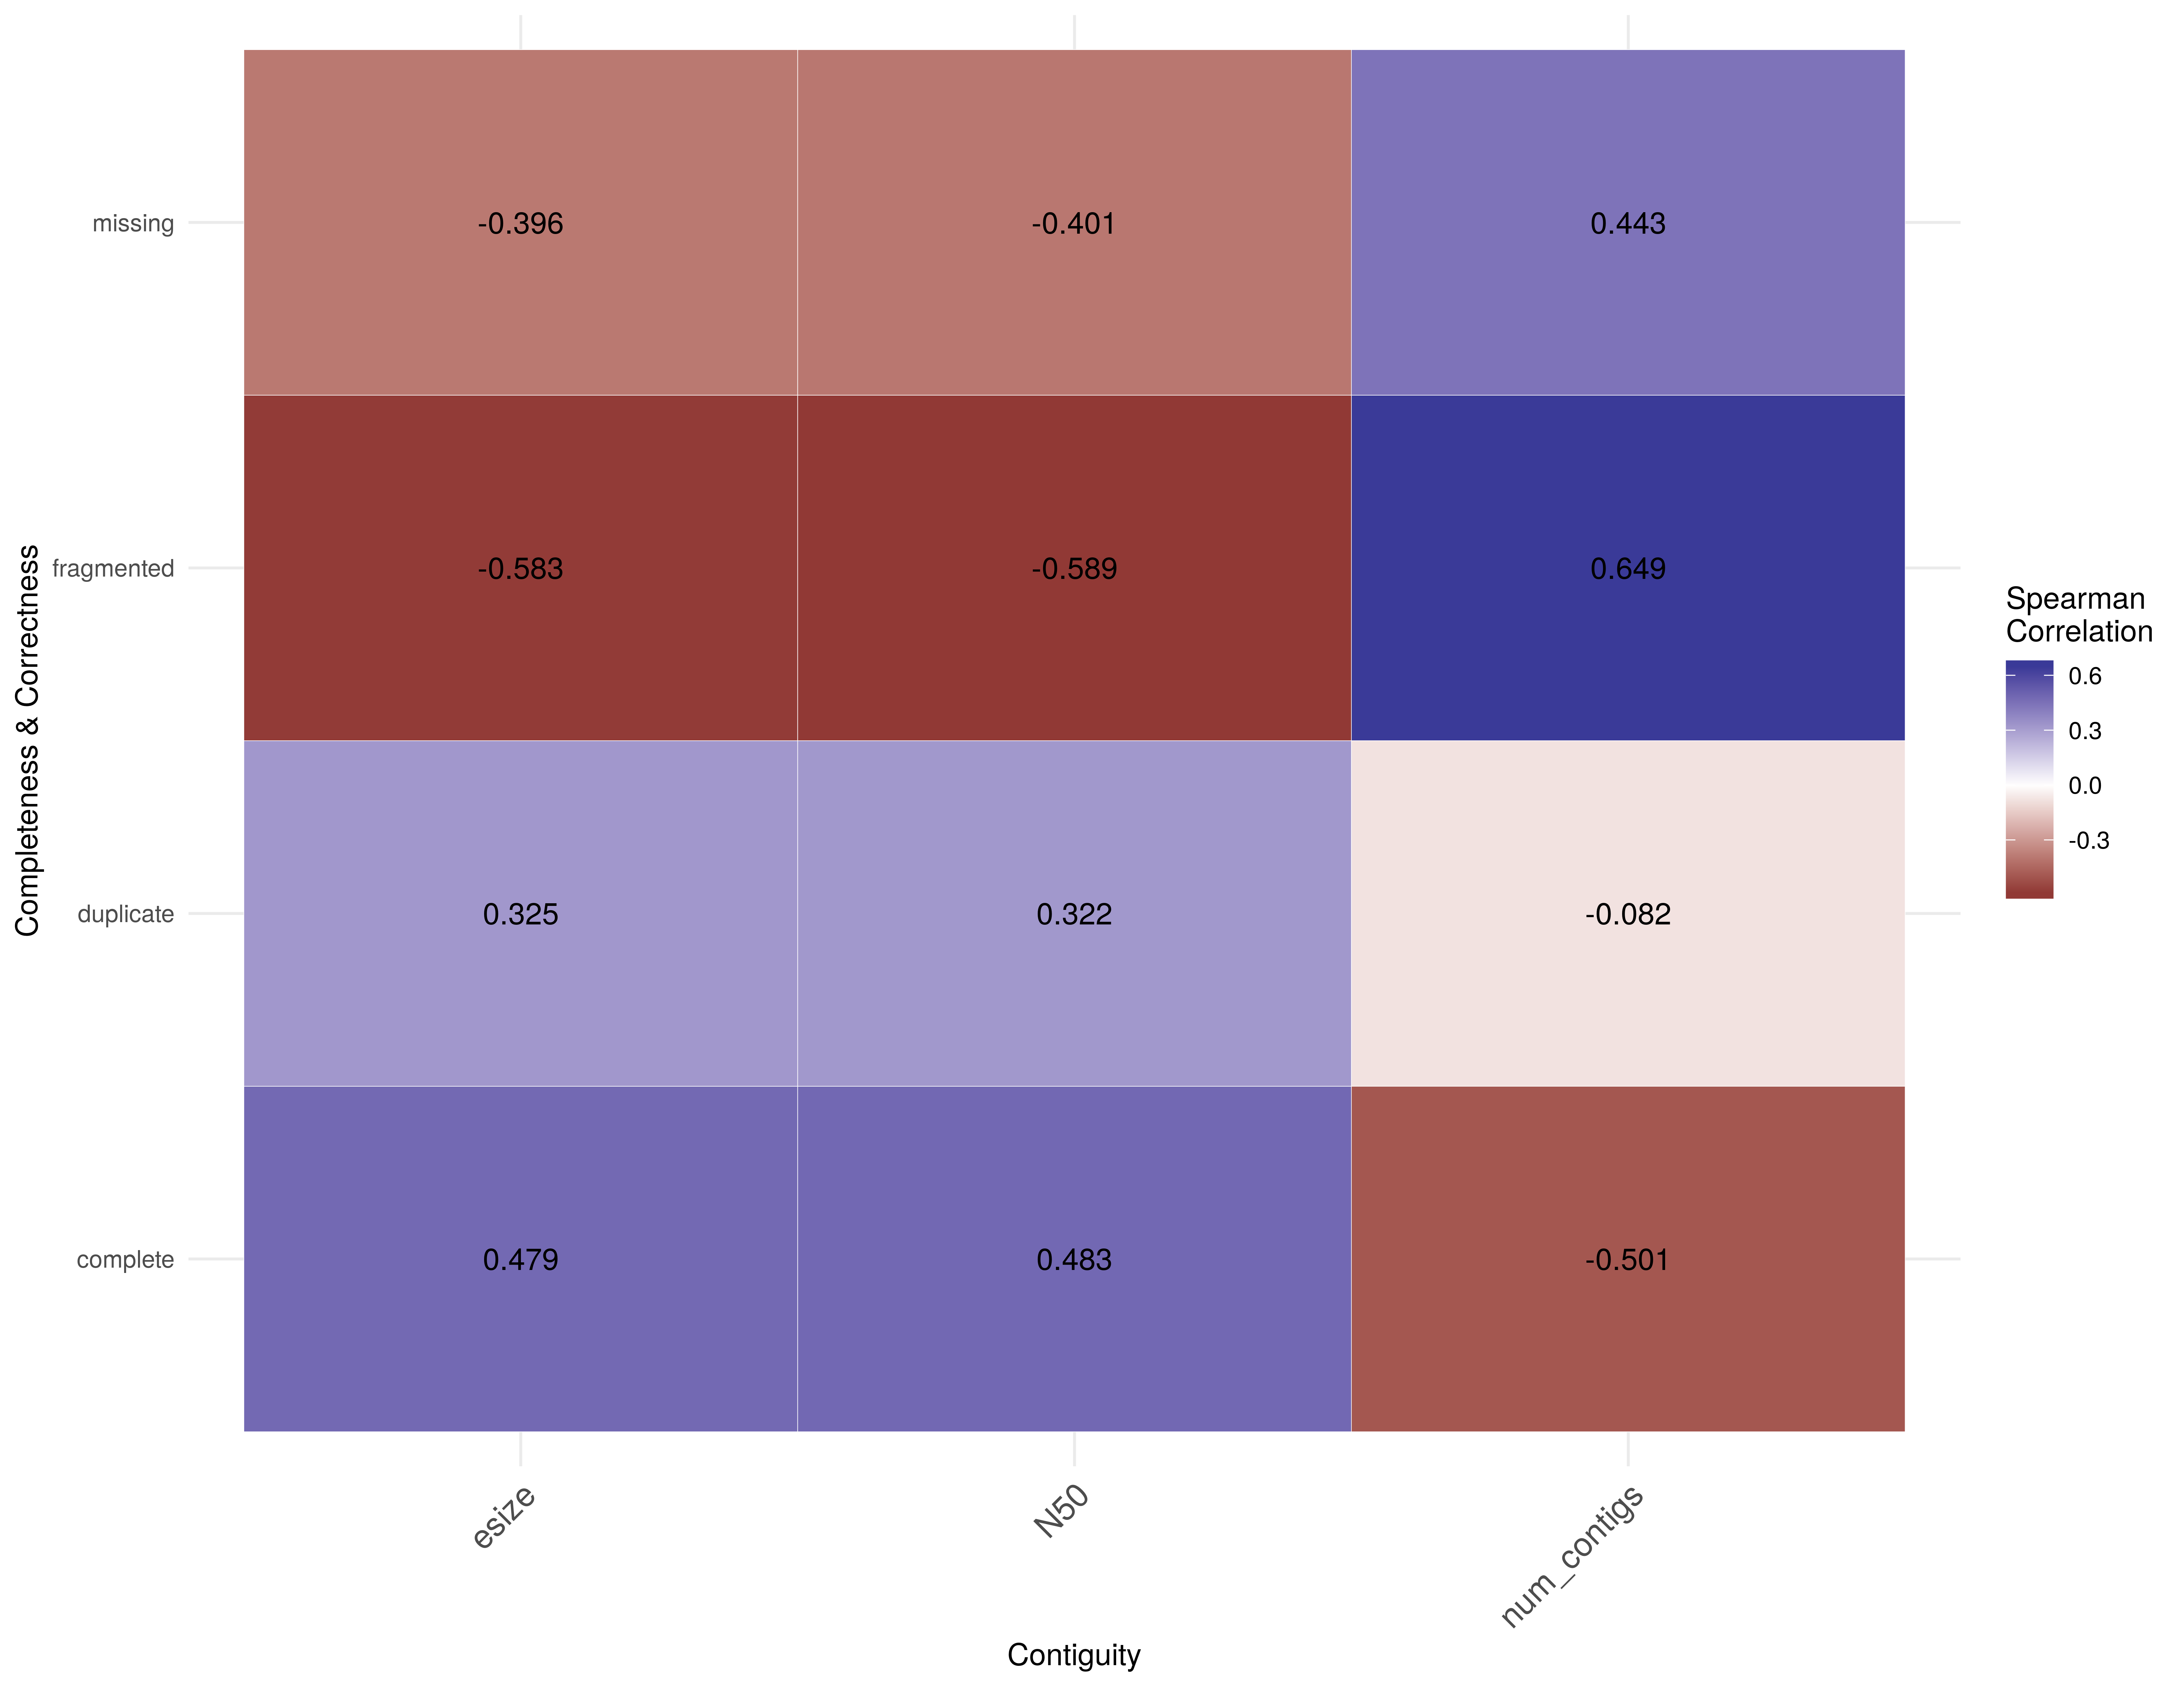 Completeness & Correctness
missing
-0.396
-0.401
0.443
fragmented
-0.583
-0.589
0.649
duplicate
0.325
0.322
-0.082
complete
0.479
0.483
-0.501
esize
N50
num_contigs
Contiguity
Spearman
Correlation
0.6
0.3
0.0
-0.3